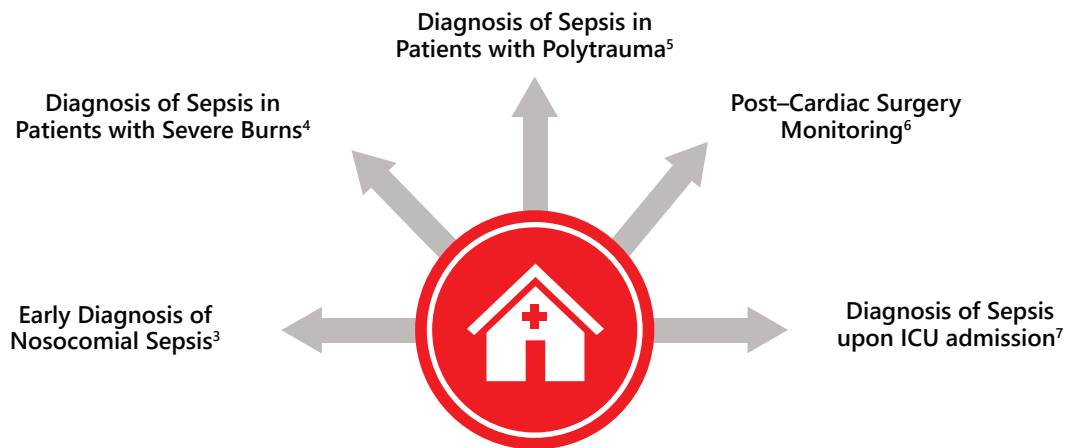 Diagnosis of Sepsis in
Patients with Polytrauma⁵
Diagnosis of Sepsis in
Patients with Severe Burns⁴
Post–Cardiac Surgery
Monitoring⁶
Early Diagnosis of
Nosocomial Sepsis³
Diagnosis of Sepsis
upon ICU admission⁷